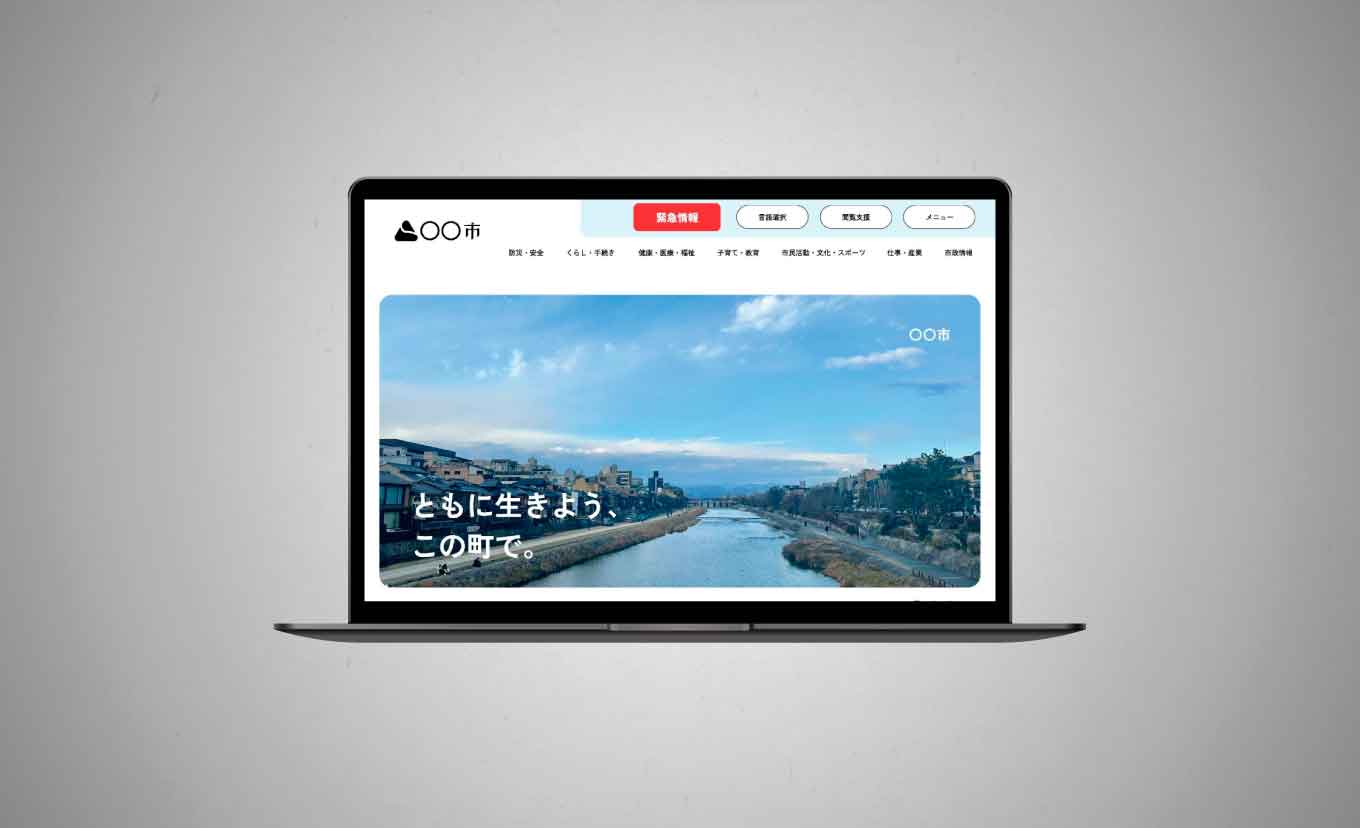 〇〇市
緊急情報
言語選択
閲覧支援
メニュー
防災・安全
くらし・手続き
健康・医療・福祉
子育て・教育
市民活動・文化・スポーツ
仕事・産業
市政情報
〇〇市
ともに生きよう、
この町で。